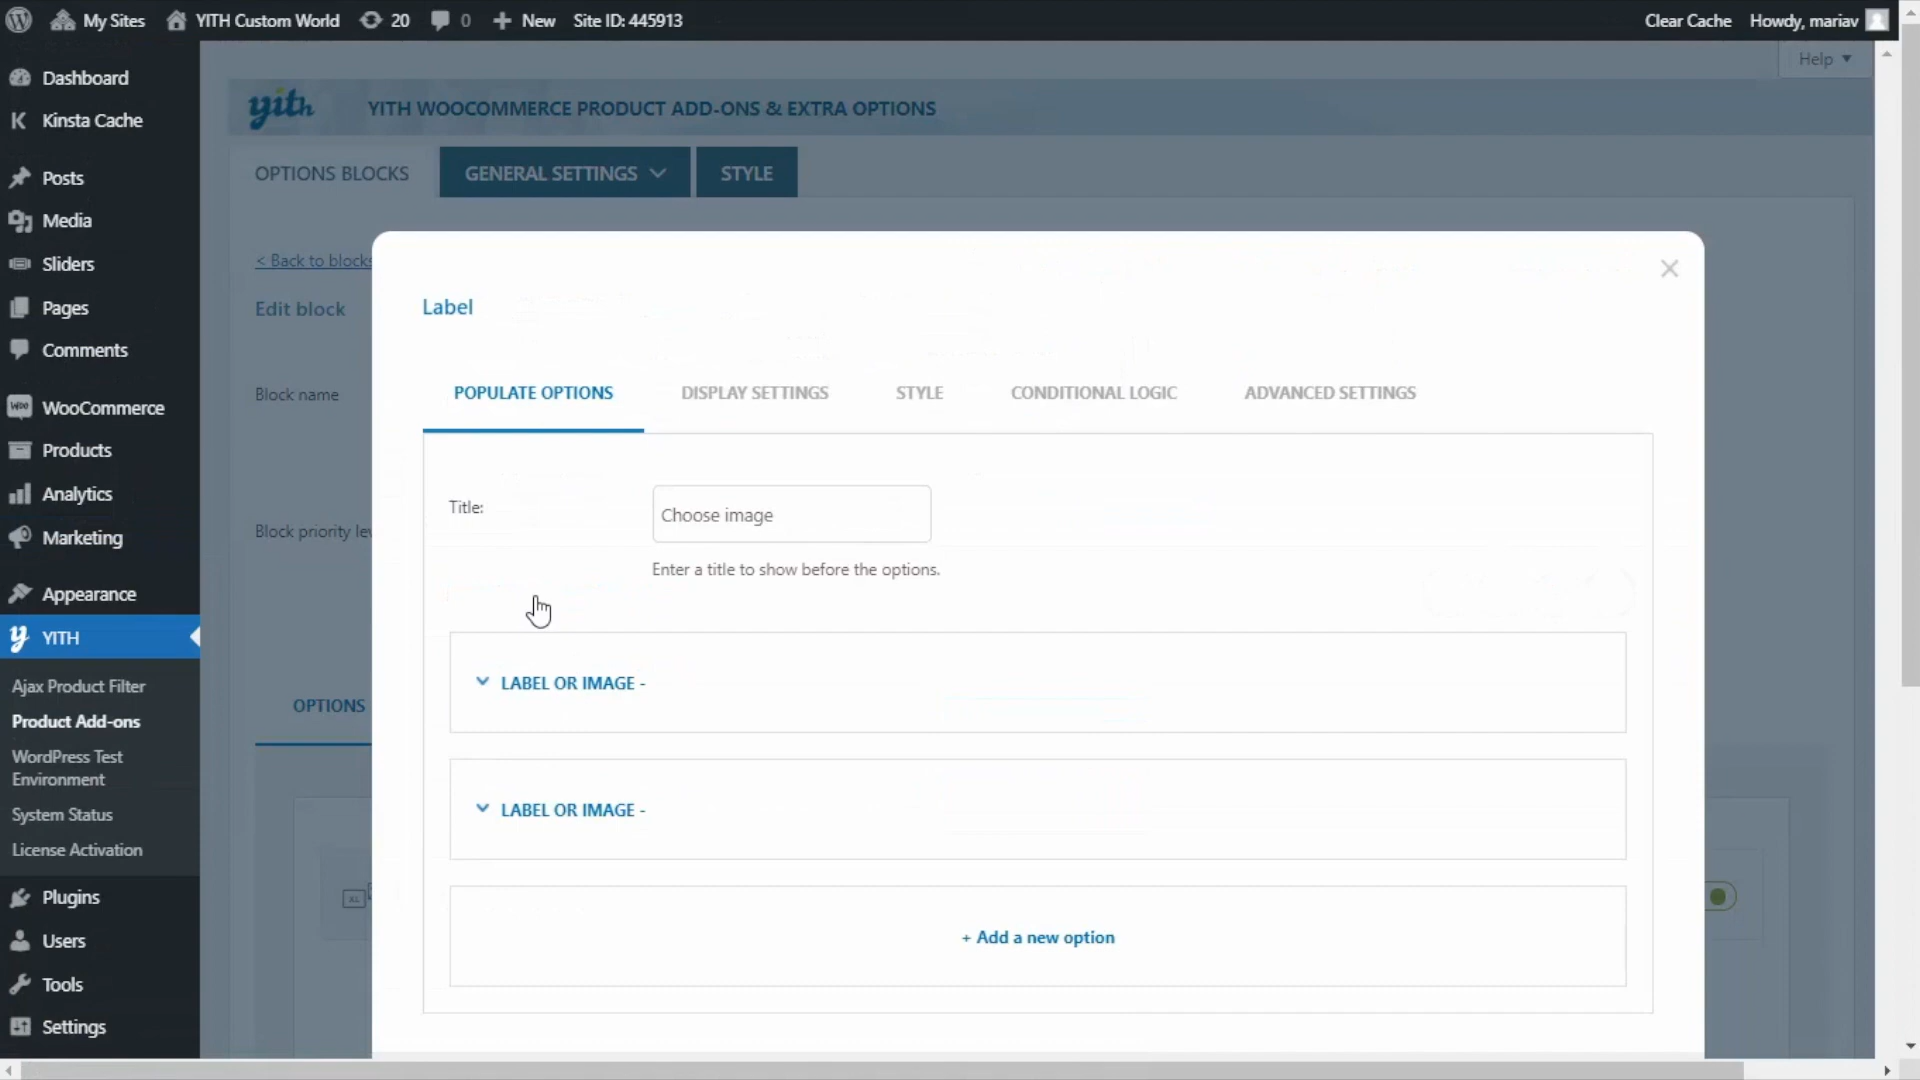 My Sites
YITH Custom World
20
0
New
Site ID: 445913
Clear Cache
Howdy, mariav
Help
Dashboard
Kinsta Cache
Posts
Media
Sliders
Pages
Comments
WooCommerce
Products
Analytics
Marketing
Appearance
YITH
Ajax Product Filter
Product Add-ons
WordPress Test
Environment
System Status
License Activation
Plugins
Users
Tools
Settings
yith
YITH WOOCOMMERCE PRODUCT ADD-ONS & EXTRA OPTIONS
OPTIONS BLOCKS
GENERAL SETTINGS
STYLE
< Back to blocks
Edit block
Block name
Block priority lev
OPTIONS
Label
POPULATE OPTIONS
DISPLAY SETTINGS
STYLE
CONDITIONAL LOGIC
ADVANCED SETTINGS
Title:
Choose image
Enter a title to show before the options.
LABEL OR IMAGE -
LABEL OR IMAGE -
+ Add a new option